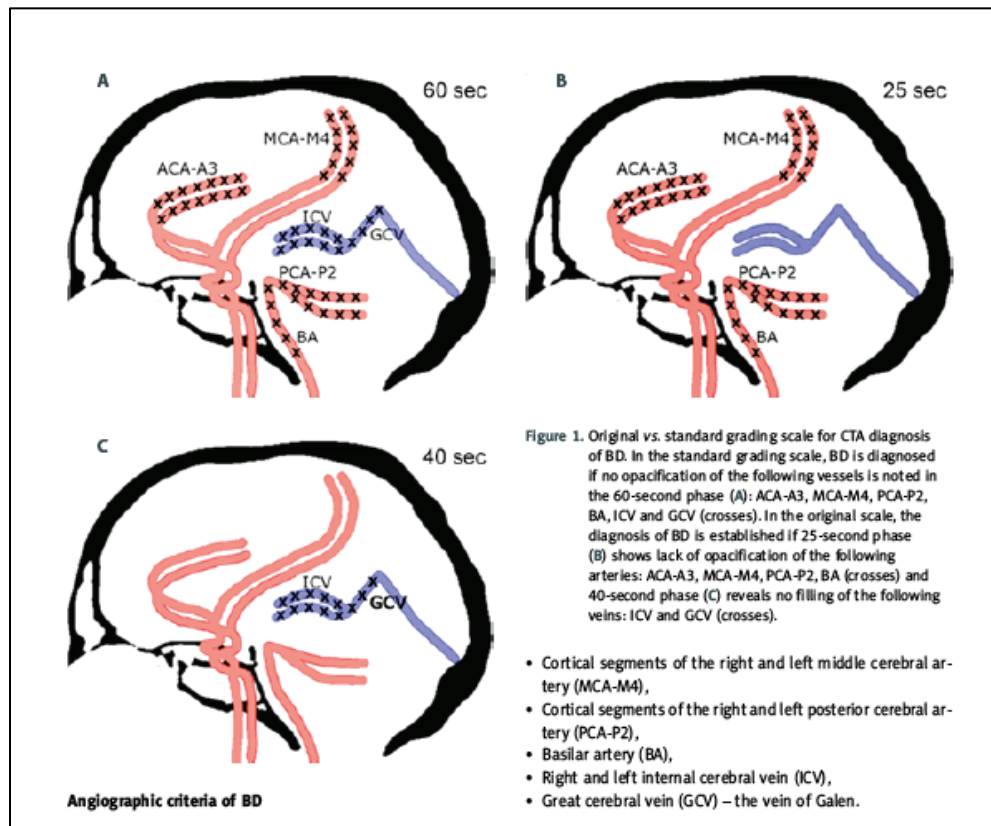 A
60 sec
MCA-M4
ACA-A3
ICV
GCV
PCA-P2
BA
B
25 sec
MCA-M4
ACA-A3
PCA-P2
BA
C
40 sec
ICV
GCV
Figure 1. Original vs. standard grading scale for CTA diagnosis
of BD. In the standard grading scale, BD is diagnosed
if no opacification of the following vessels is noted in
the 60-second phase (A): ACA-A3, MCA-M4, PCA-P2,
BA, ICV and GCV (crosses). In the original scale, the
diagnosis of BD is established if 25-second phase
(B) shows lack of opacification of the following
arteries: ACA-A3, MCA-M4, PCA-P2, BA (crosses) and
40-second phase (C) reveals no filling of the following
veins: ICV and GCV (crosses).
• Cortical segments of the right and left middle cerebral ar-
tery (MCA-M4),
• Cortical segments of the right and left posterior cerebral ar-
tery (PCA-P2),
• Basilar artery (BA),
• Right and left internal cerebral vein (ICV),
• Great cerebral vein (GCV) – the vein of Galen.
Angiographic criteria of BD